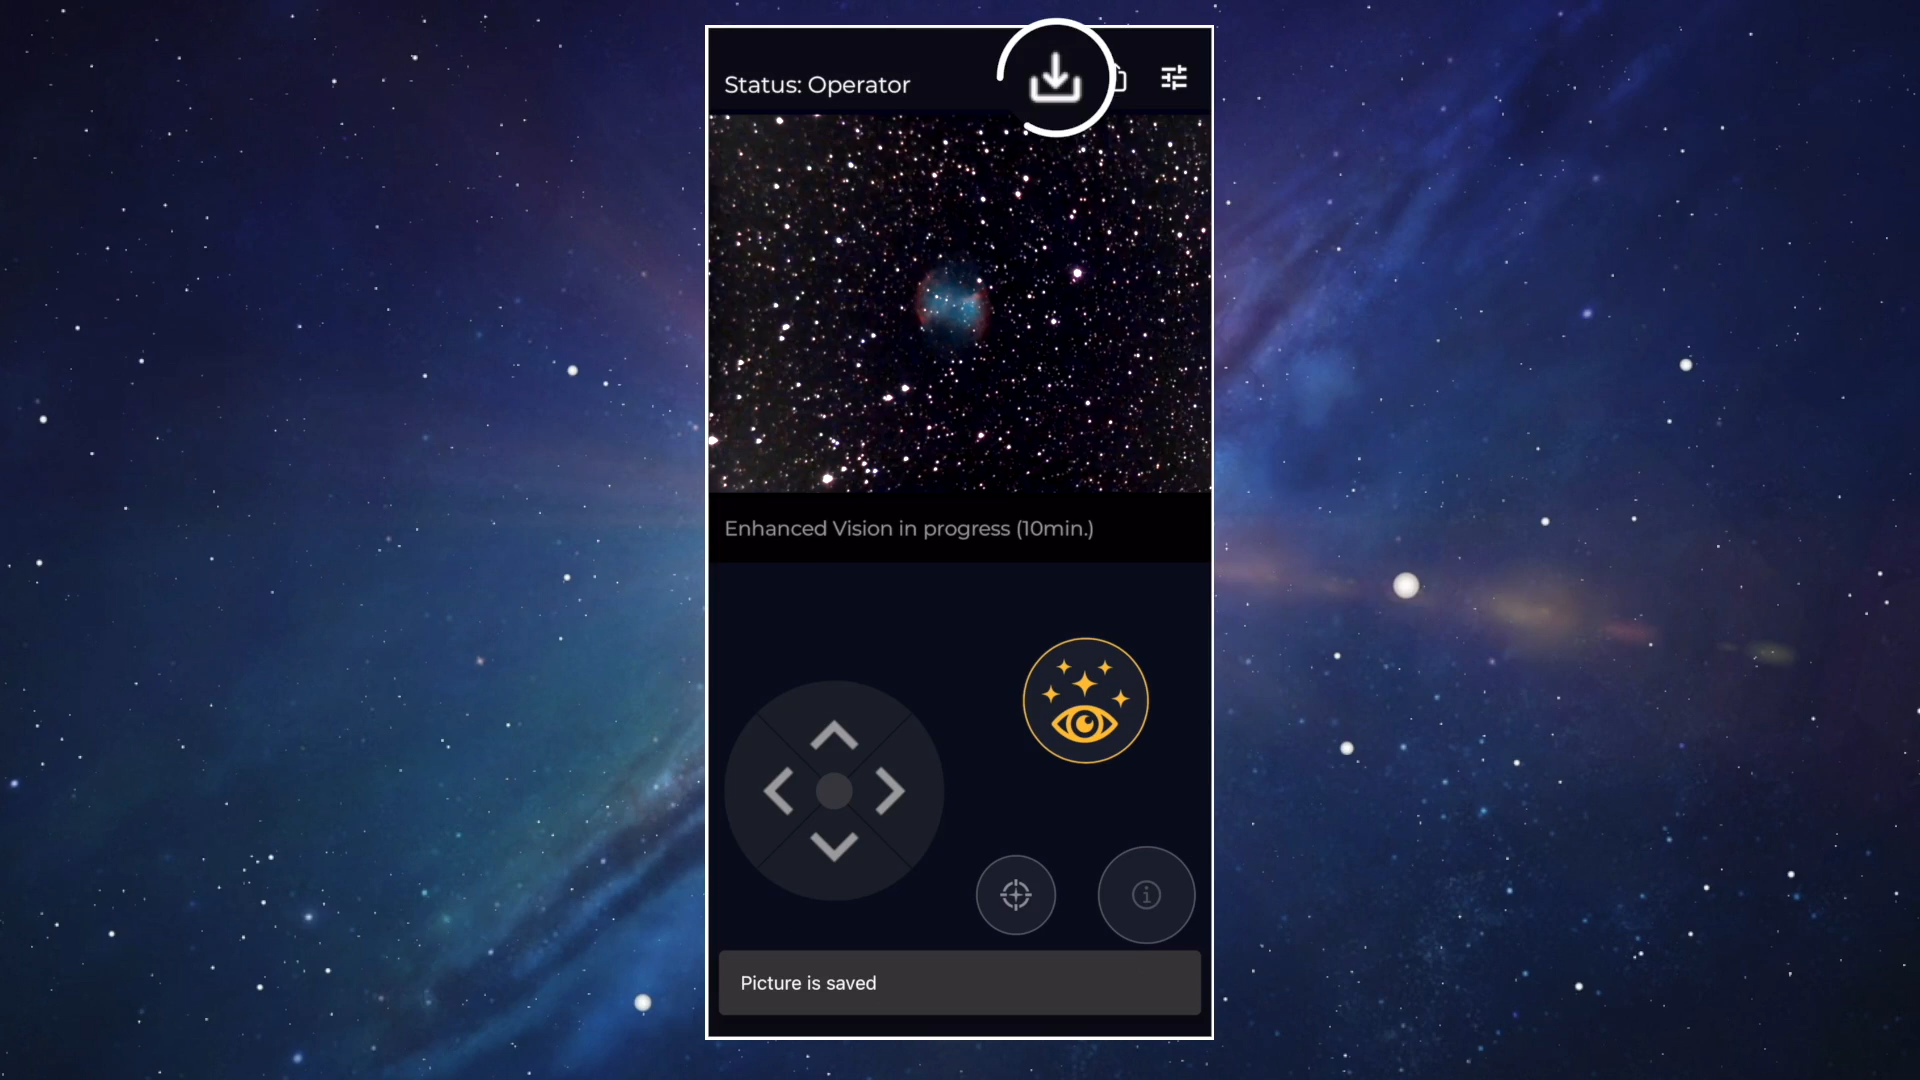 Status: Operator
Enhanced Vision in progress (10min.)
Picture is saved